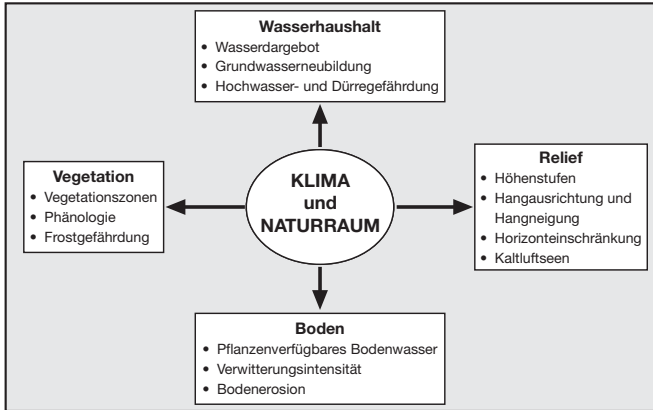 Wasserhaushalt
• Wasserdargebot
• Grundwasserneubildung
• Hochwasser- und Dürregefährdung
Vegetation
• Vegetationszonen
• Phänologie
• Frostgefährdung
KLIMA
und
NATURRAUM
Relief
• Höhenstufen
• Hangausrichtung und
Hangneigung
• Horizonteinschränkung
• Kaltluftseen
Boden
• Pflanzenverfügbares Bodenwasser
• Verwitterungsintensität
• Bodenerosion